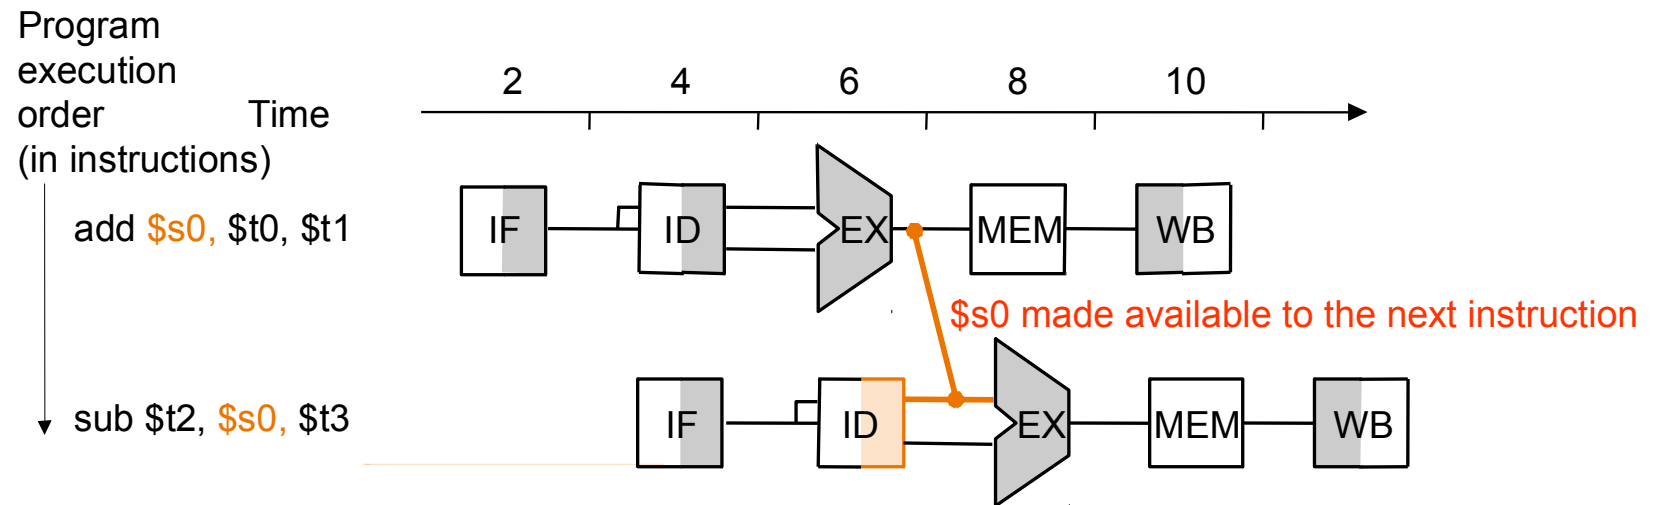 Program
execution
order Time
(in instructions)
2 4 6 8 10
add $s0, $t0, $t1
IF ID EX MEM WB
$s0 made available to the next instruction
sub $t2, $s0, $t3
IF ID EX MEM WB